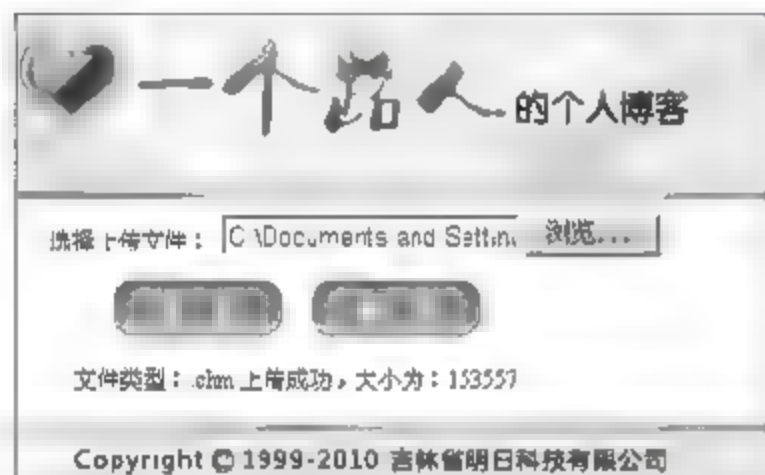 一个路人的个人博客
选择上传文件： C:\Documents and Settin 浏览...
文件类型：.chm 上传成功，大小为：153557
Copyright © 1999-2010 吉林省明日科技有限公司